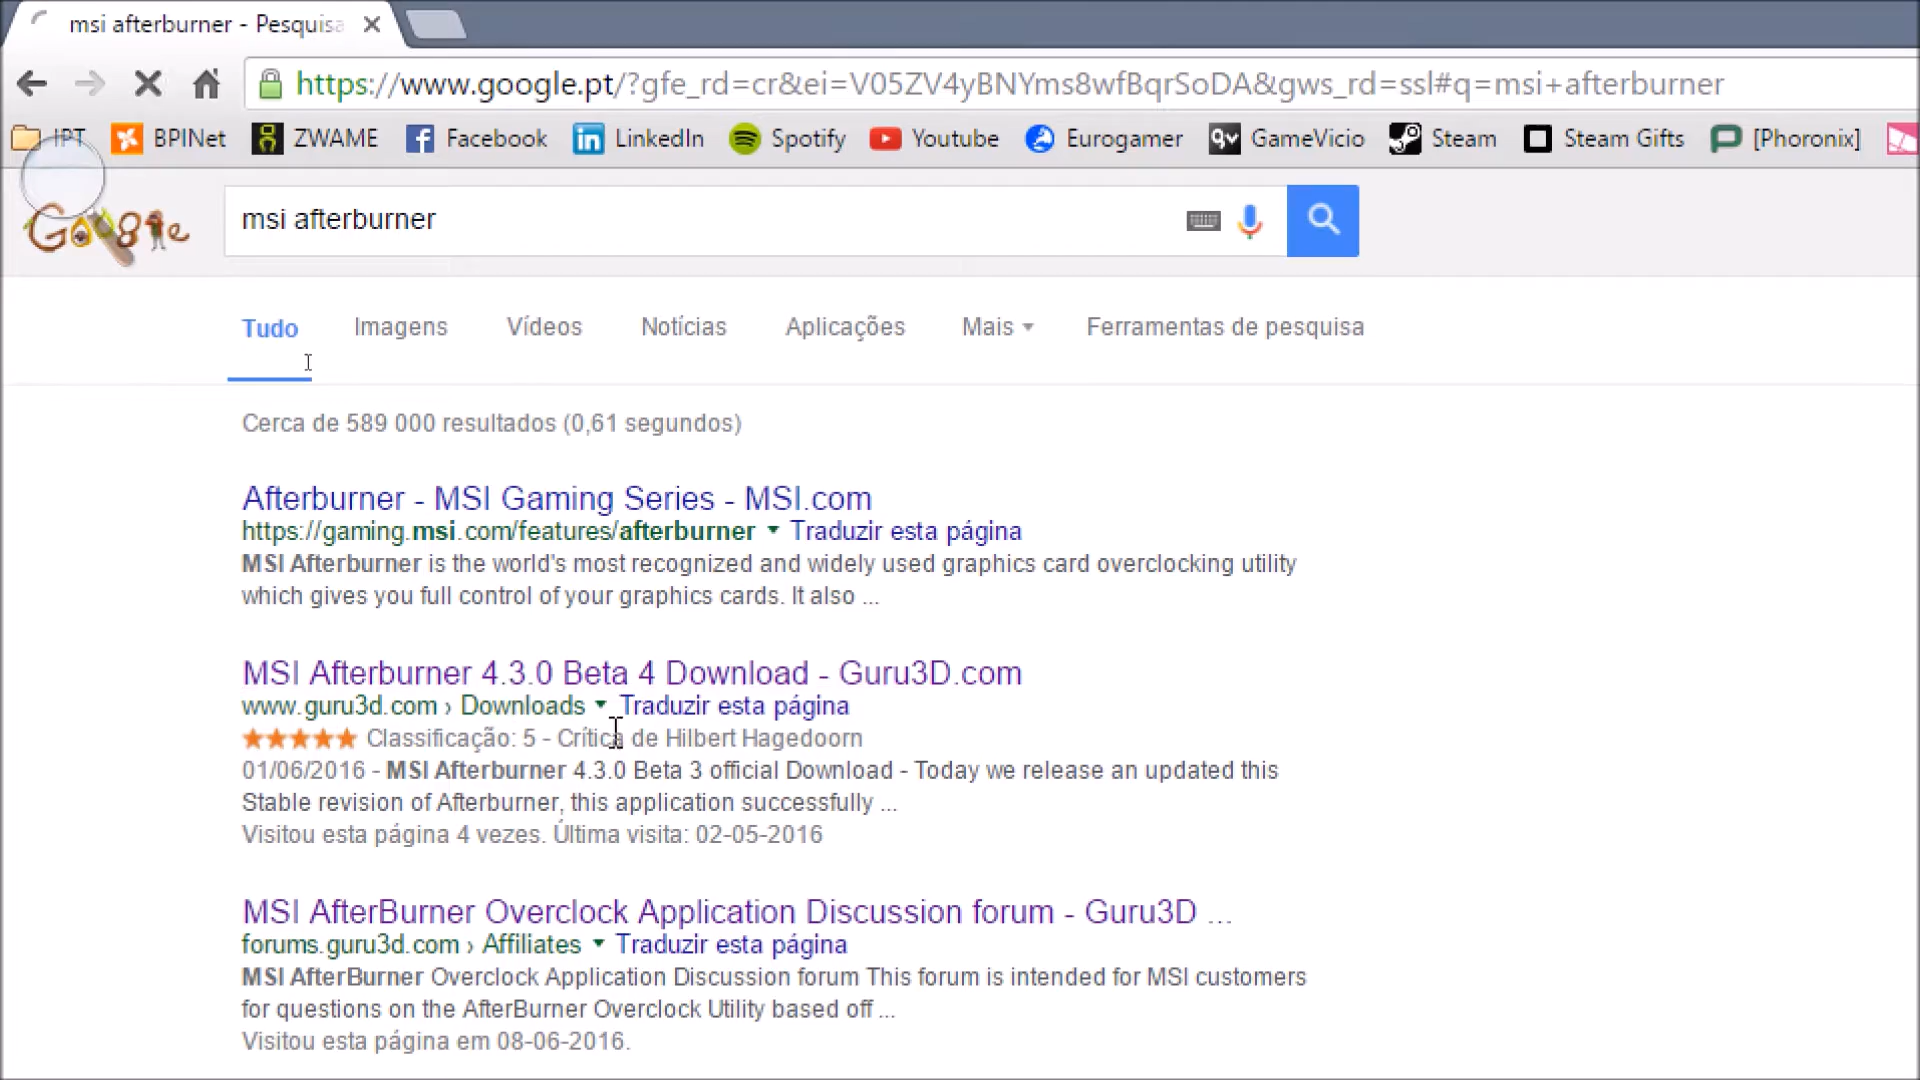 msi afterburner - Pesquisa
https://www.google.pt/?gfe_rd=cr&ei=V05ZV4yBNYms8wfBqrSoDA&gws_rd=ssl#q=msi+afterburner
IPT BPINet ZWAME Facebook LinkedIn Spotify Youtube Eurogamer GameVicio Steam Steam Gifts [Phoronix]
Google msi afterburner
Tudo Imagens Vídeos Notícias Aplicações Mais Ferramentas de pesquisa
Cerca de 589 000 resultados (0,61 segundos)
Afterburner - MSI Gaming Series - MSI.com
https://gaming.msi.com/features/afterburner Traduzir esta página
MSI Afterburner is the world's most recognized and widely used graphics card overclocking utility
which gives you full control of your graphics cards. It also ...
MSI Afterburner 4.3.0 Beta 4 Download - Guru3D.com
www.guru3d.com › Downloads Traduzir esta página
Classificação: 5 - Crítica de Hilbert Hagedoorn
01/06/2016 - MSI Afterburner 4.3.0 Beta 3 official Download - Today we release an updated this
Stable revision of Afterburner, this application successfully ...
Visitou esta página 4 vezes. Última visita: 02-05-2016
MSI AfterBurner Overclock Application Discussion forum - Guru3D ...
forums.guru3d.com › Affiliates Traduzir esta página
MSI AfterBurner Overclock Application Discussion forum This forum is intended for MSI customers
for questions on the AfterBurner Overclock Utility based off ...
Visitou esta página em 08-06-2016.